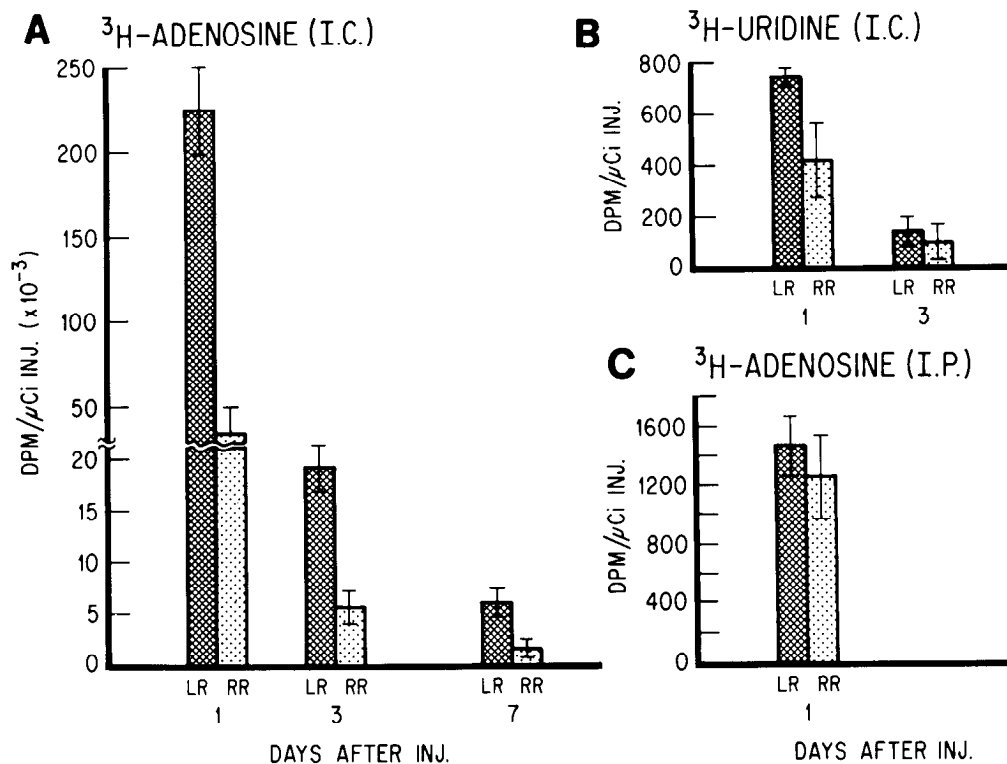 A ³H-ADENOSINE (I.C.)
DPM/μCi INJ. (x10⁻³)
250
200
150
100
50
20
15
10
5
0
LR RR LR RR LR RR
1 3 7
DAYS AFTER INJ.
B ³H-URIDINE (I.C.)
DPM/μCi INJ.
800
600
400
200
0
LR RR LR RR
1 3
C ³H-ADENOSINE (I.P.)
DPM/μCi INJ.
1600
1200
800
400
0
LR RR
1
DAYS AFTER INJ.